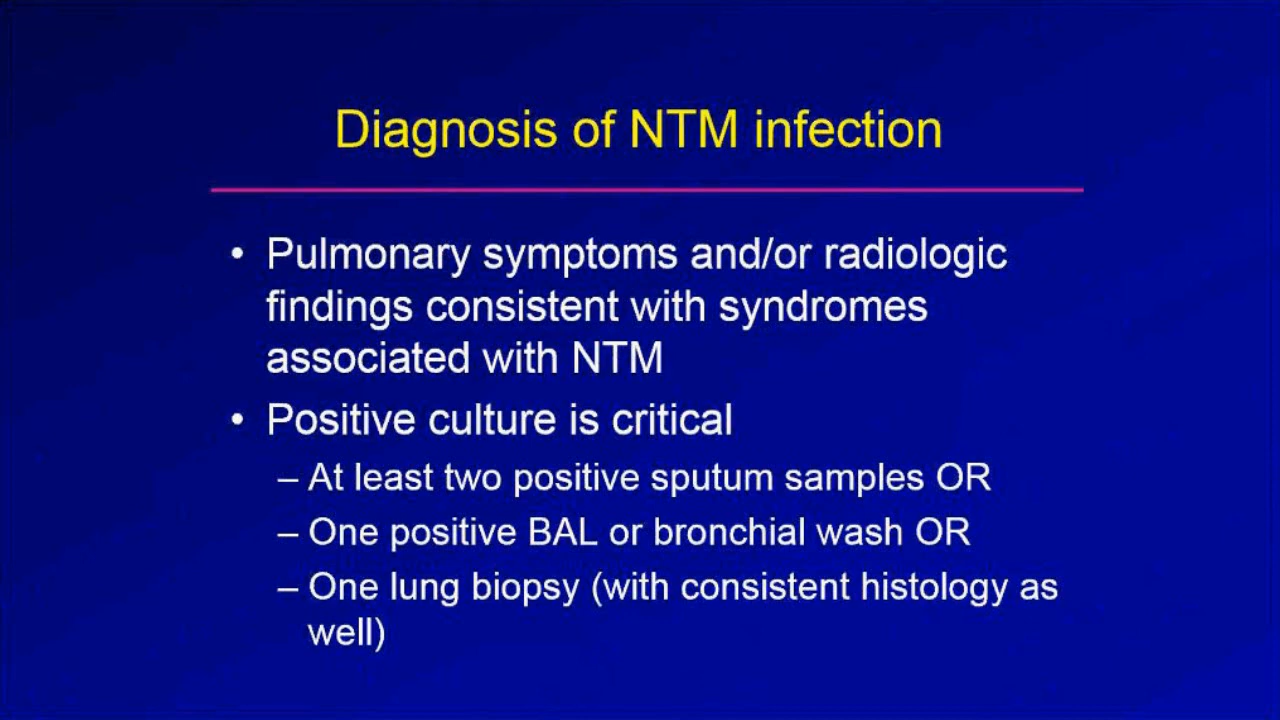 Diagnosis of NTM infection
• Pulmonary symptoms and/or radiologic
findings consistent with syndromes
associated with NTM
• Positive culture is critical
– At least two positive sputum samples OR
– One positive BAL or bronchial wash OR
– One lung biopsy (with consistent histology as
well)